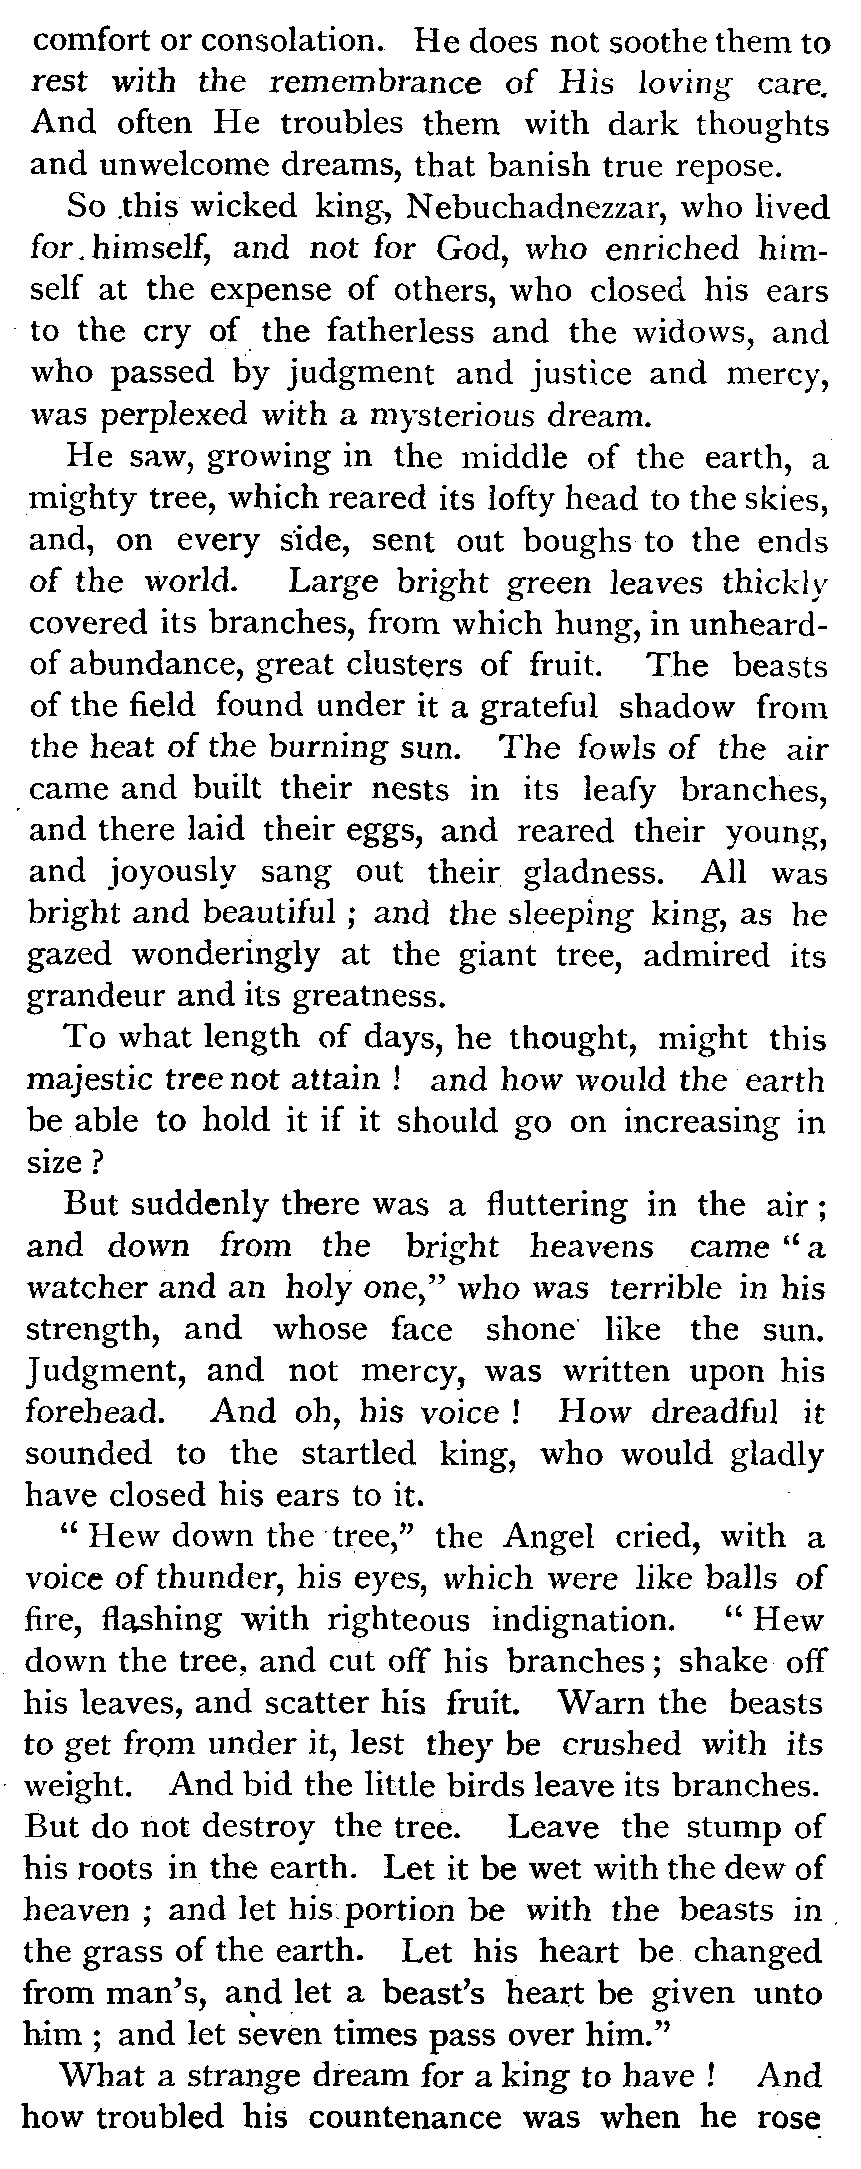 comfort or consolation. He does not soothe them to
rest with the remembrance of His loving care.
And often He troubles them with dark thoughts
and unwelcome dreams, that banish true repose.
So this wicked king, Nebuchadnezzar, who lived
for himself, and not for God, who enriched him-
self at the expense of others, who closed his ears
to the cry of the fatherless and the widows, and
who passed by judgment and justice and mercy,
was perplexed with a mysterious dream.
He saw, growing in the middle of the earth, a
mighty tree, which reared its lofty head to the skies,
and, on every side, sent out boughs to the ends
of the world. Large bright green leaves thickly
covered its branches, from which hung, in unheard-
of abundance, great clusters of fruit. The beasts
of the field found under it a grateful shadow from
the heat of the burning sun. The fowls of the air
came and built their nests in its leafy branches,
and there laid their eggs, and reared their young,
and joyously sang out their gladness. All was
bright and beautiful ; and the sleeping king, as he
gazed wonderingly at the giant tree, admired its
grandeur and its greatness.
To what length of days, he thought, might this
majestic tree not attain ! and how would the earth
be able to hold it if it should go on increasing in
size ?
But suddenly there was a fluttering in the air ;
and down from the bright heavens came “ a
watcher and an holy one,” who was terrible in his
strength, and whose face shone like the sun.
Judgment, and not mercy, was written upon his
forehead. And oh, his voice ! How dreadful it
sounded to the startled king, who would gladly
have closed his ears to it.
“ Hew down the tree,” the Angel cried, with a
voice of thunder, his eyes, which were like balls of
fire, flashing with righteous indignation. “ Hew
down the tree, and cut off his branches ; shake off
his leaves, and scatter his fruit. Warn the beasts
to get from under it, lest they be crushed with its
weight. And bid the little birds leave its branches.
But do not destroy the tree. Leave the stump of
his roots in the earth. Let it be wet with the dew of
heaven ; and let his portion be with the beasts in
the grass of the earth. Let his heart be changed
from man’s, and let a beast’s heart be given unto
him ; and let seven times pass over him.”
What a strange dream for a king to have ! And
how troubled his countenance was when he rose